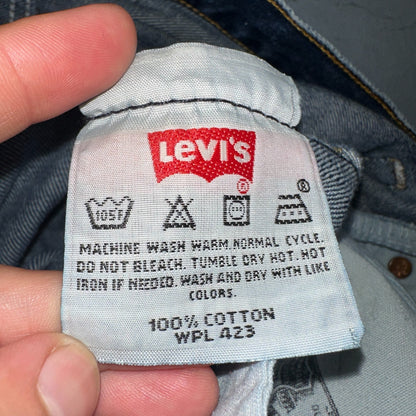 LEVI'S
®
®
105F
MACHINE WASH WARM. NORMAL CYCLE.
DO NOT BLEACH. TUMBLE DRY HOT. HOT
IRON IF NEEDED. WASH AND DRY WITH LIKE
COLORS.
100% COTTON
WPL 423